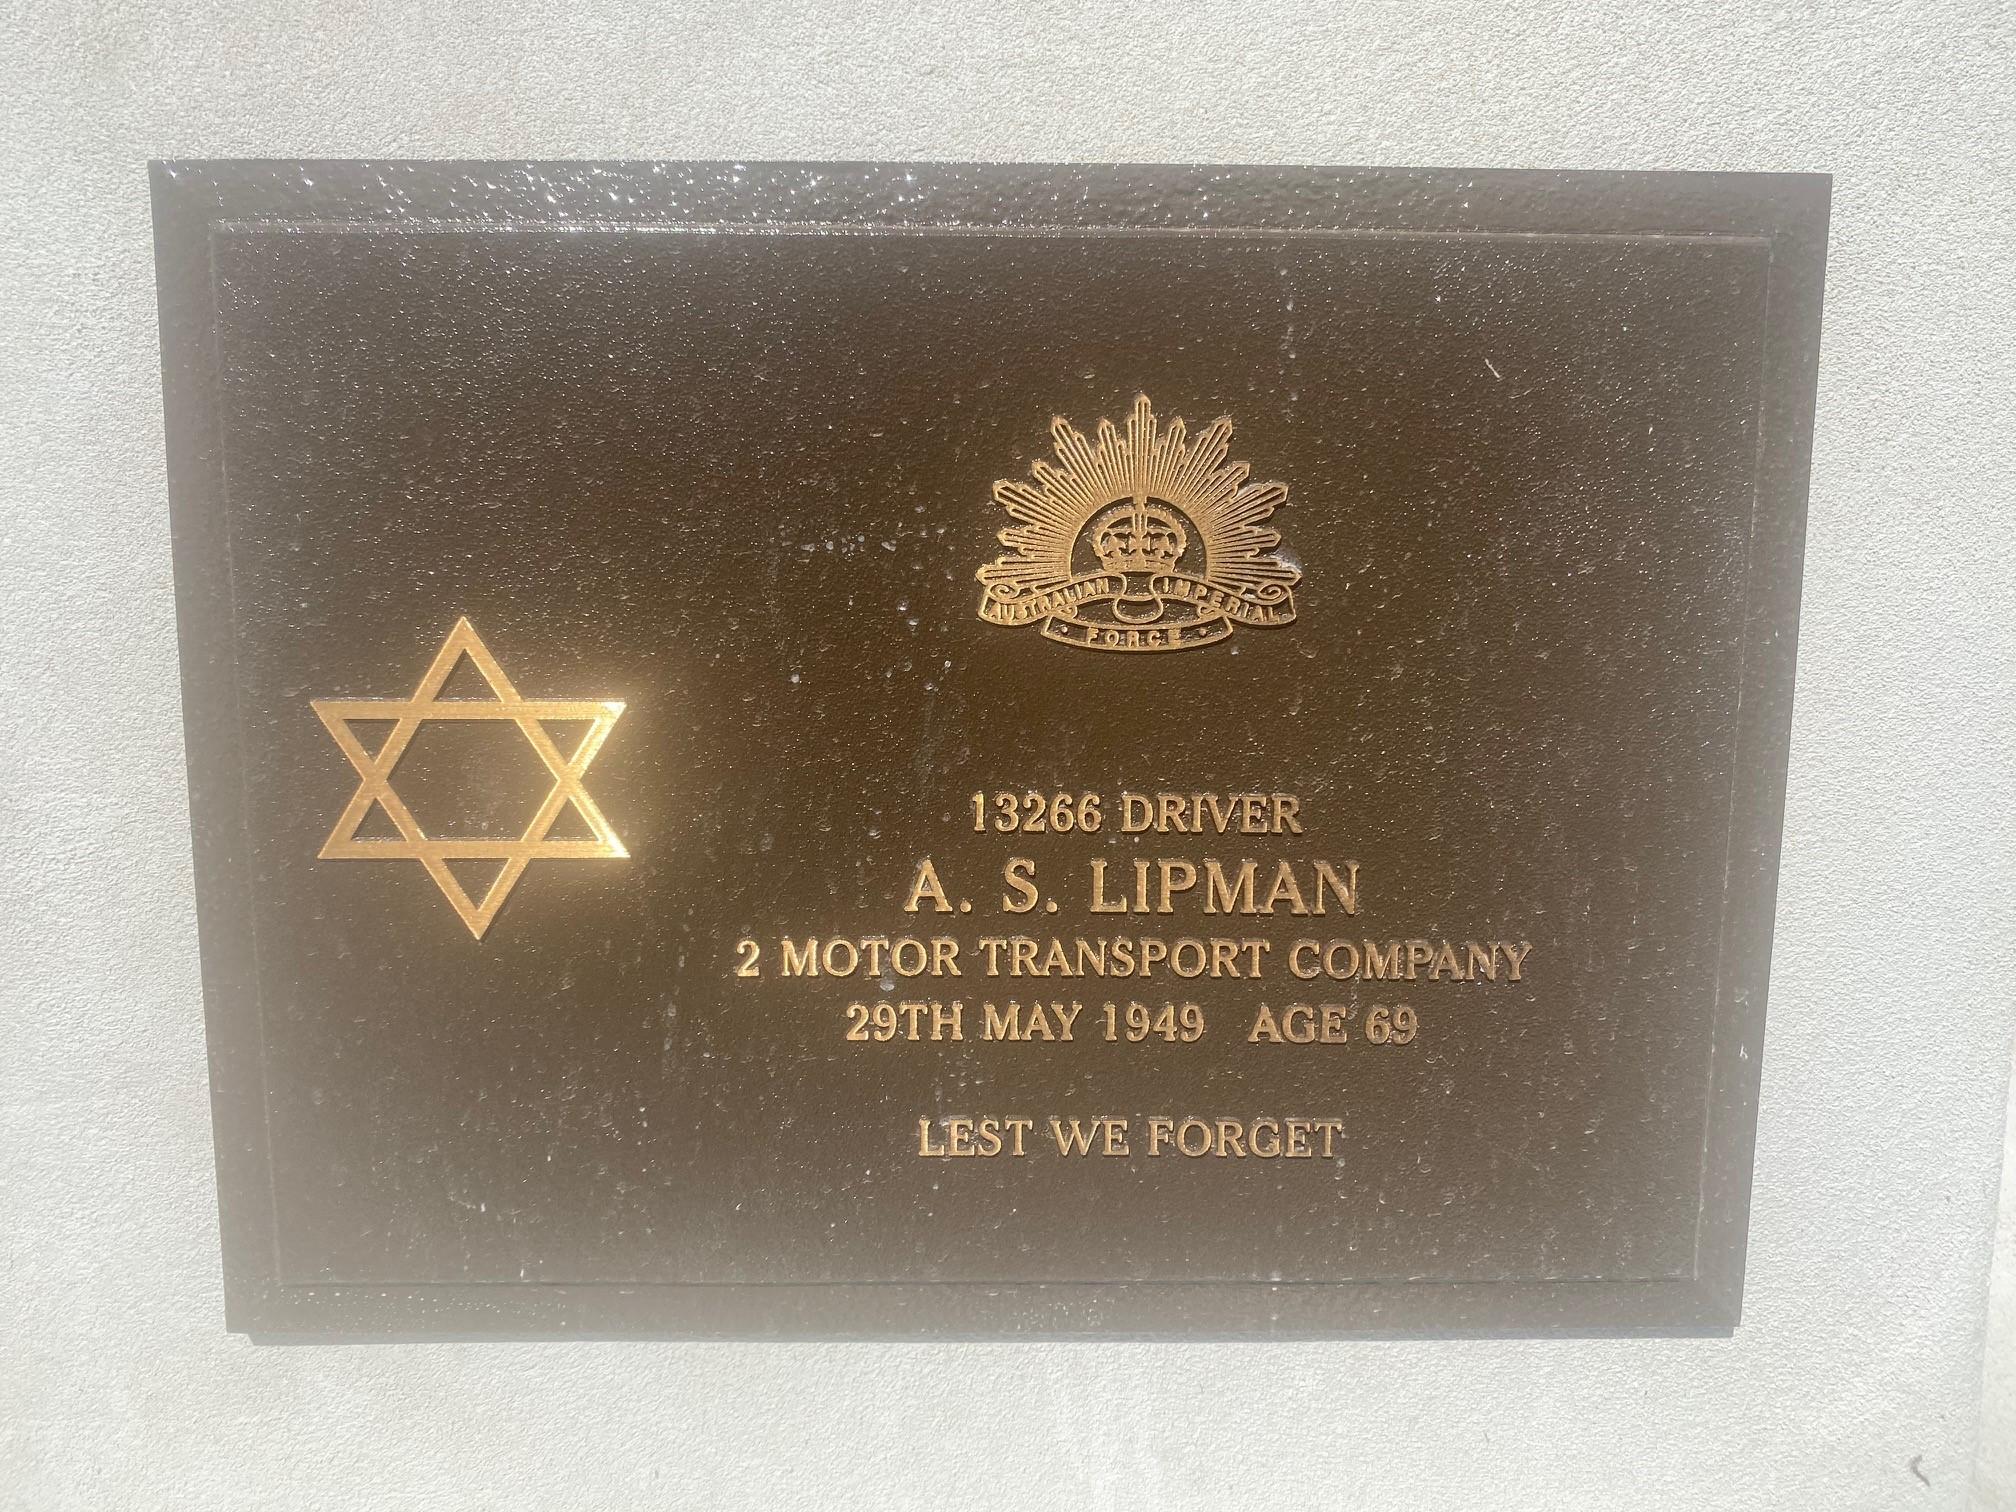 AUSTRALIAN IMPERIAL
FORCE
13266 DRIVER
A. S. LIPMAN
2 MOTOR TRANSPORT COMPANY
29TH MAY 1949 AGE 69
LEST WE FORGET